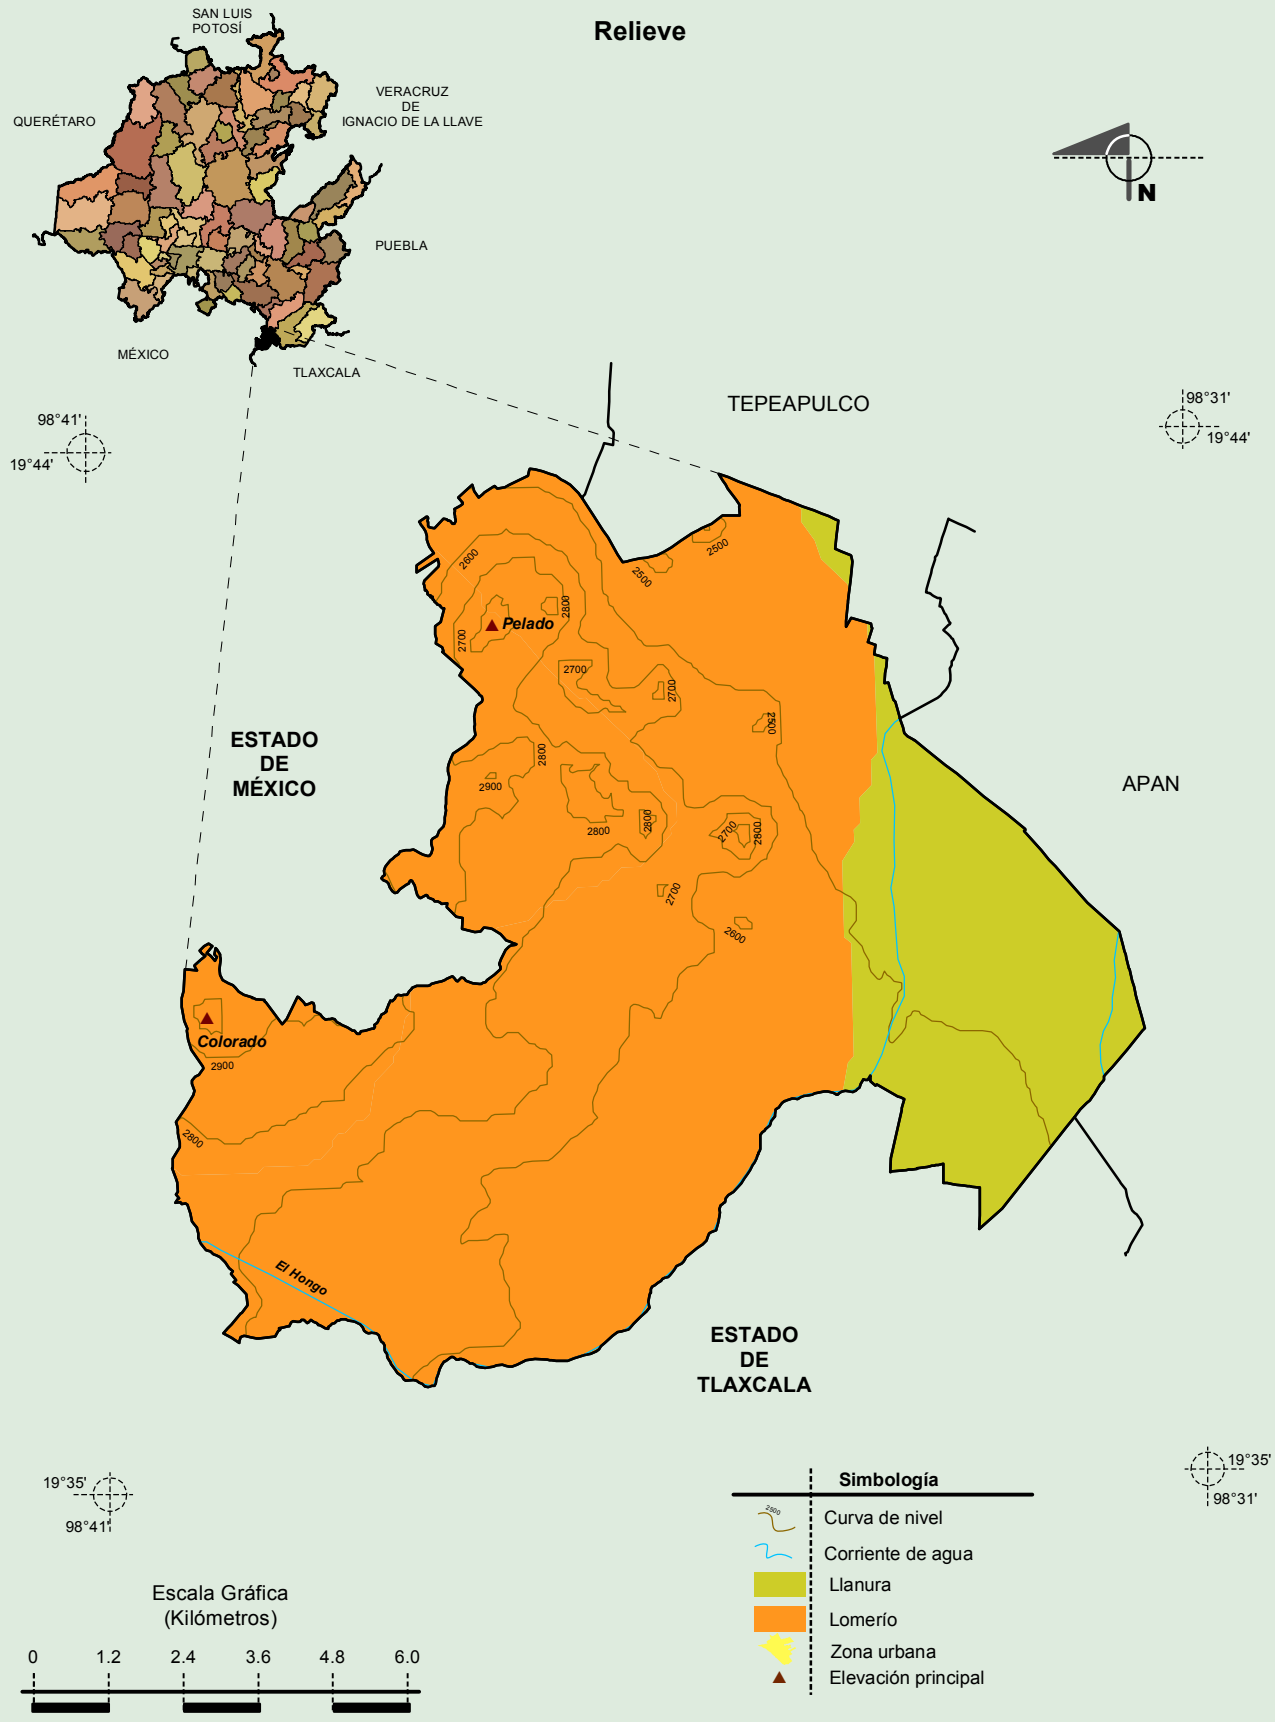 Relieve
SAN LUIS
POTOSÍ
VERACRUZ
DE
IGNACIO DE LA LLAVE
QUERÉTARO
PUEBLA
MÉXICO
TLAXCALA
N
98°41'
19°44'
98°31'
19°44'
TEPEAPULCO
APAN
ESTADO
DE
MÉXICO
2600
2500
2500
2800
Pelado
2700
2700
2700
2500
2800
2900
2800
2800
2700
2800
2700
2600
Colorado
2900
2800
El Hongo
ESTADO
DE
TLAXCALA
19°35'
98°41'
19°35'
98°31'
Simbología
2500
Curva de nivel
Corriente de agua
Llanura
Lomerío
Zona urbana
Elevación principal
Escala Gráfica
(Kilómetros)
0 1.2 2.4 3.6 4.8 6.0